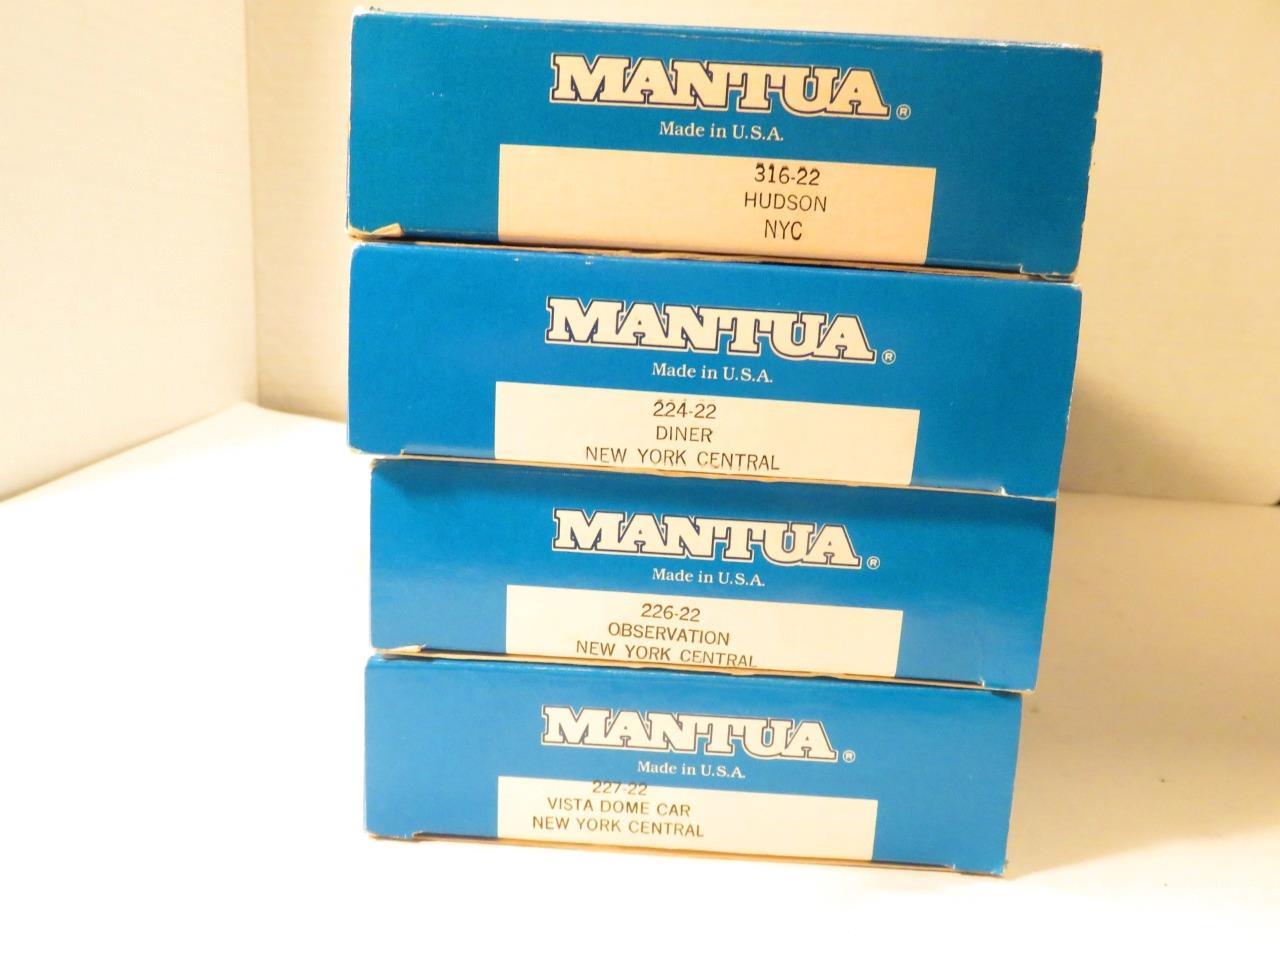 MANTUA®
Made in U.S.A.
316-22
HUDSON
NYC
MANTUA®
Made in U.S.A.
224-22
DINER
NEW YORK CENTRAL
MANTUA®
Made in U.S.A.
226-22
OBSERVATION
NEW YORK CENTRAL
MANTUA®
Made in U.S.A.
227-22
VISTA DOME CAR
NEW YORK CENTRAL